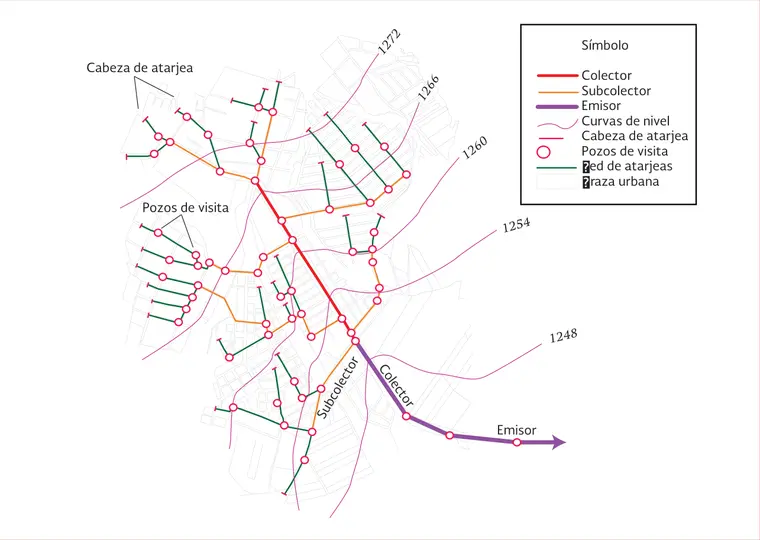 1272
Cabeza de atarjea
1266
1260
Pozos de visita
1254
1248
Subcolector
Colector
Emisor
Símbolo
Colector
Subcolector
Emisor
Curvas de nivel
Cabeza de atarjea
Pozos de visita
�ed de atarjeas
�raza urbana